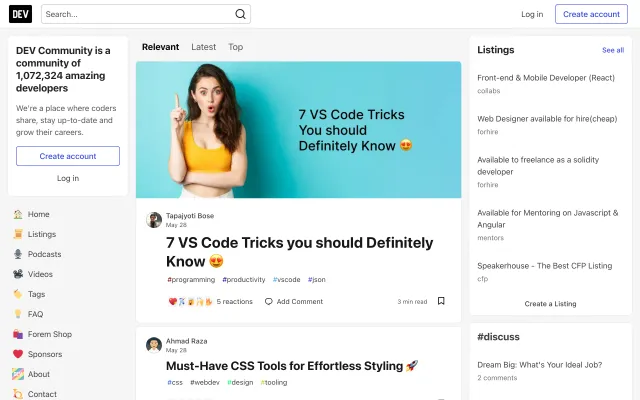 DEV
Search...
Log in
Create account
DEV Community is a
community of
1,072,324 amazing
developers
We're a place where coders
share, stay up-to-date and
grow their careers.
Create account
Log in
Home
Listings
Podcasts
Videos
Tags
FAQ
Forem Shop
Sponsors
About
Contact
Relevant
Latest
Top
7 VS Code Tricks
You should
Definitely Know 😍
Tapajyoti Bose
May 28
7 VS Code Tricks you should Definitely
Know 😍
#programming #productivity #vscode #json
5 reactions
Add Comment
3 min read
Ahmad Raza
May 28
Must-Have CSS Tools for Effortless Styling 🚀
#css #webdev #design #tooling
Listings
See all
Front-end & Mobile Developer (React)
collabs
Web Designer available for hire(cheap)
forhire
Available to freelance as a solidity
developer
forhire
Available for Mentoring on Javascript &
Angular
mentors
Speakerhouse - The Best CFP Listing
cfp
Create a Listing
#discuss
Dream Big: What's Your Ideal Job?
2 comments